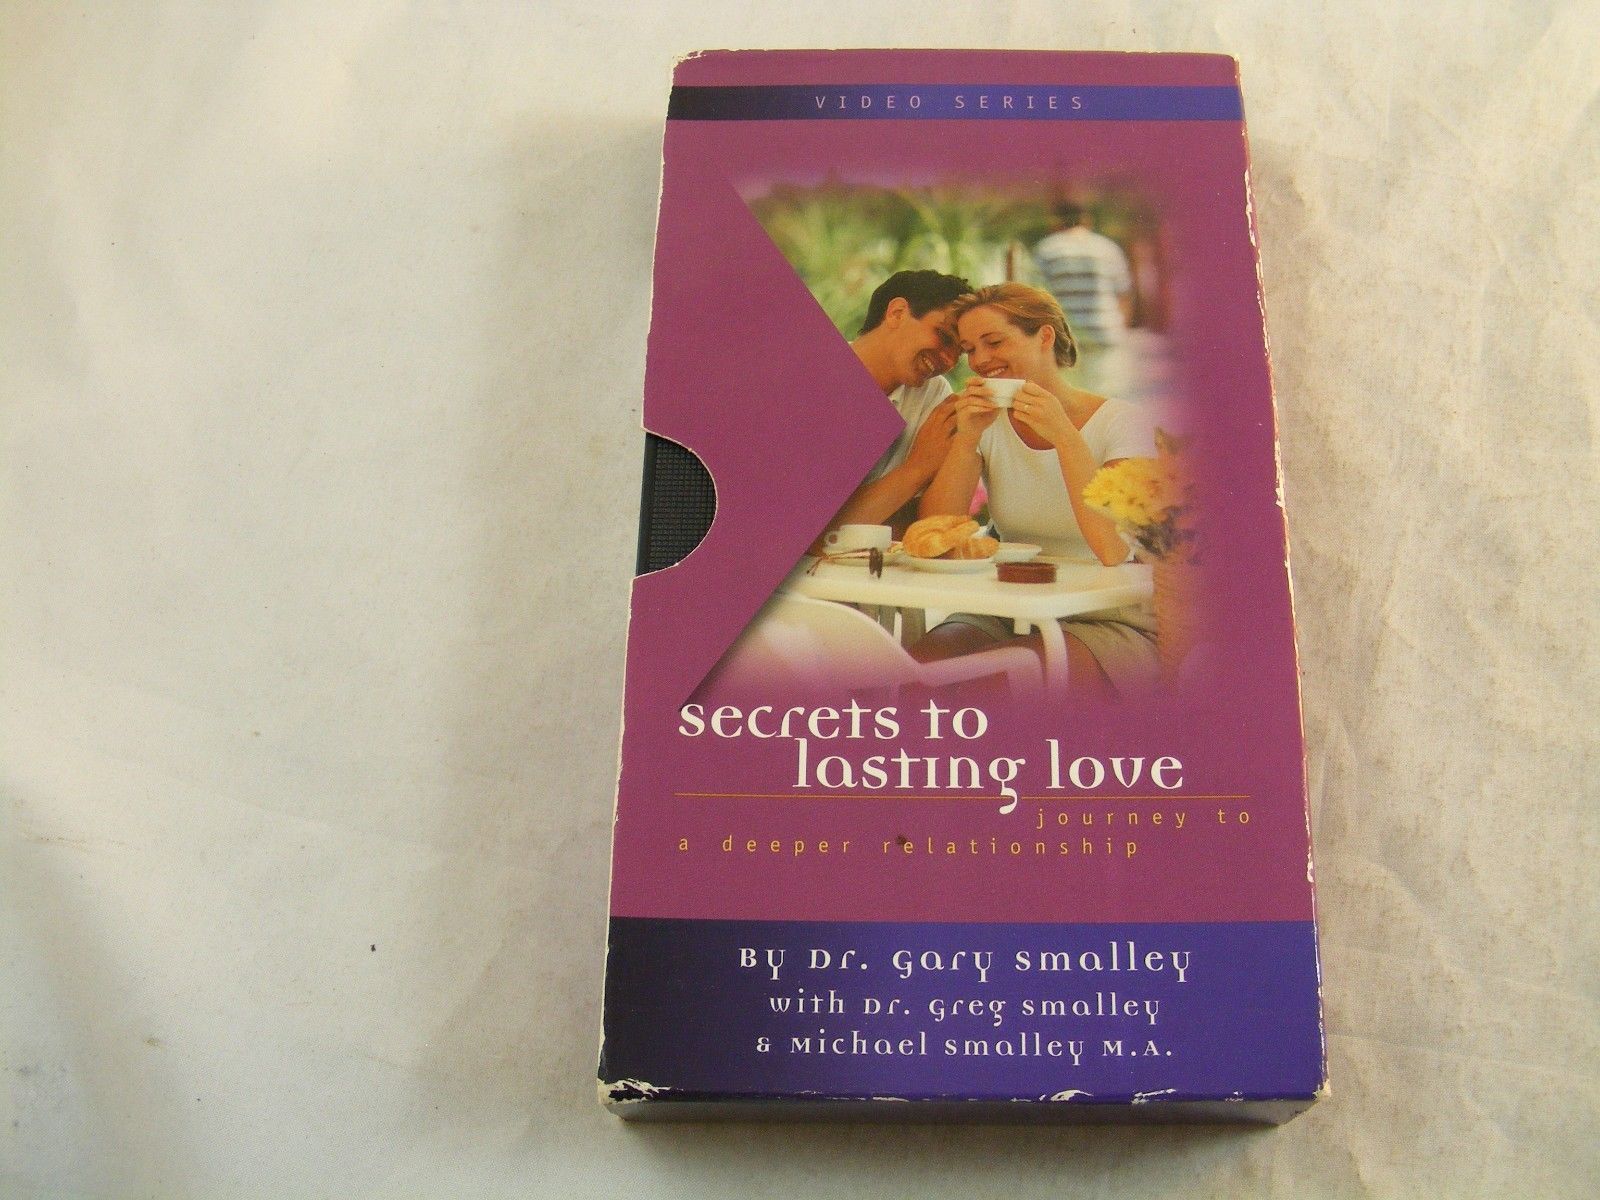 VIDEO SERIES
secrets to
lasting love
journey to
a deeper relationship
By Dr. Gary Smalley
with Dr. Greg Smalley
& Michael Smalley M.A.